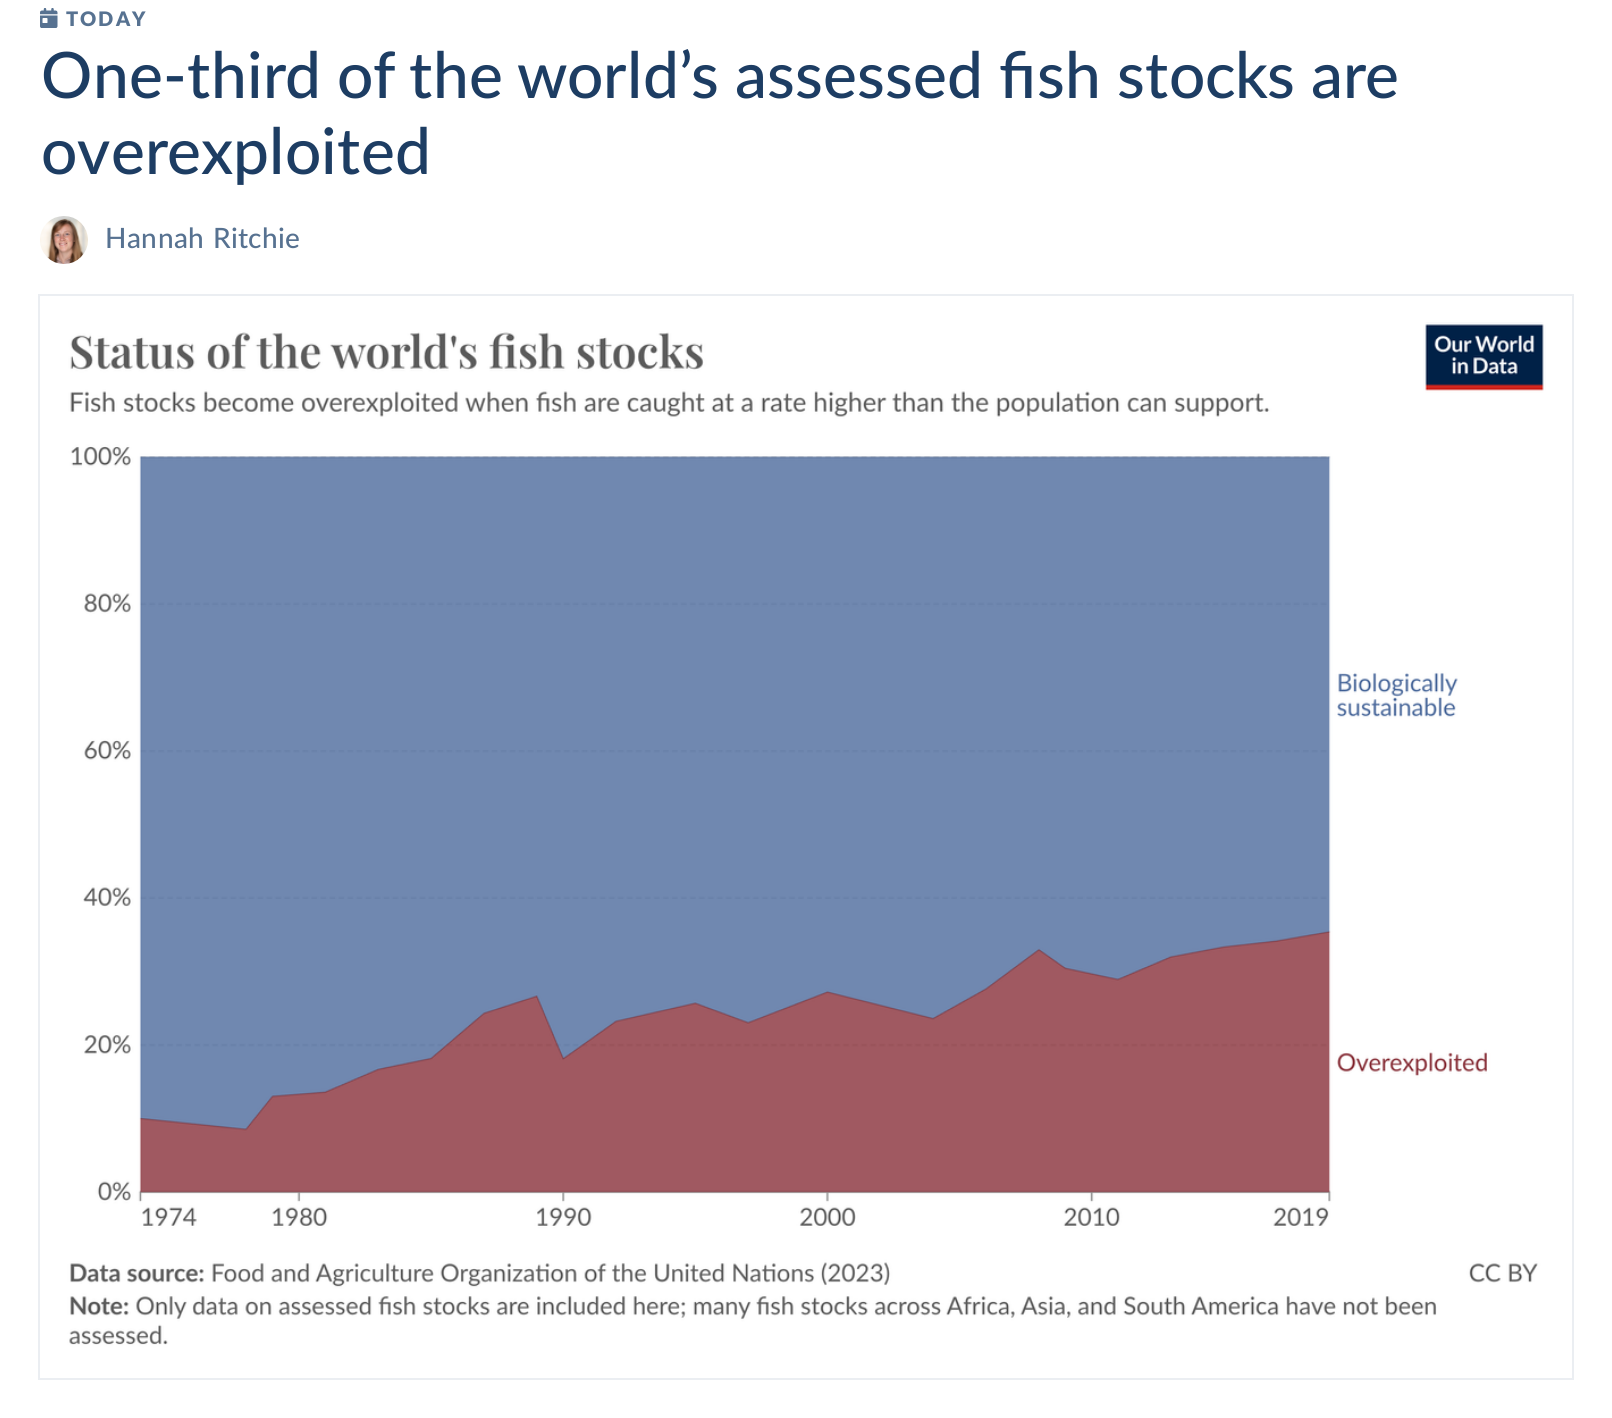 TODAY
One-third of the world’s assessed fish stocks are
overexploited
Hannah Ritchie
Status of the world's fish stocks
Our World
in Data
Fish stocks become overexploited when fish are caught at a rate higher than the population can support.
100%
80%
60%
40%
20%
0%
Biologically
sustainable
Overexploited
1974
1980
1990
2000
2010
2019
Data source: Food and Agriculture Organization of the United Nations (2023)
CC BY
Note: Only data on assessed fish stocks are included here; many fish stocks across Africa, Asia, and South America have not been
assessed.